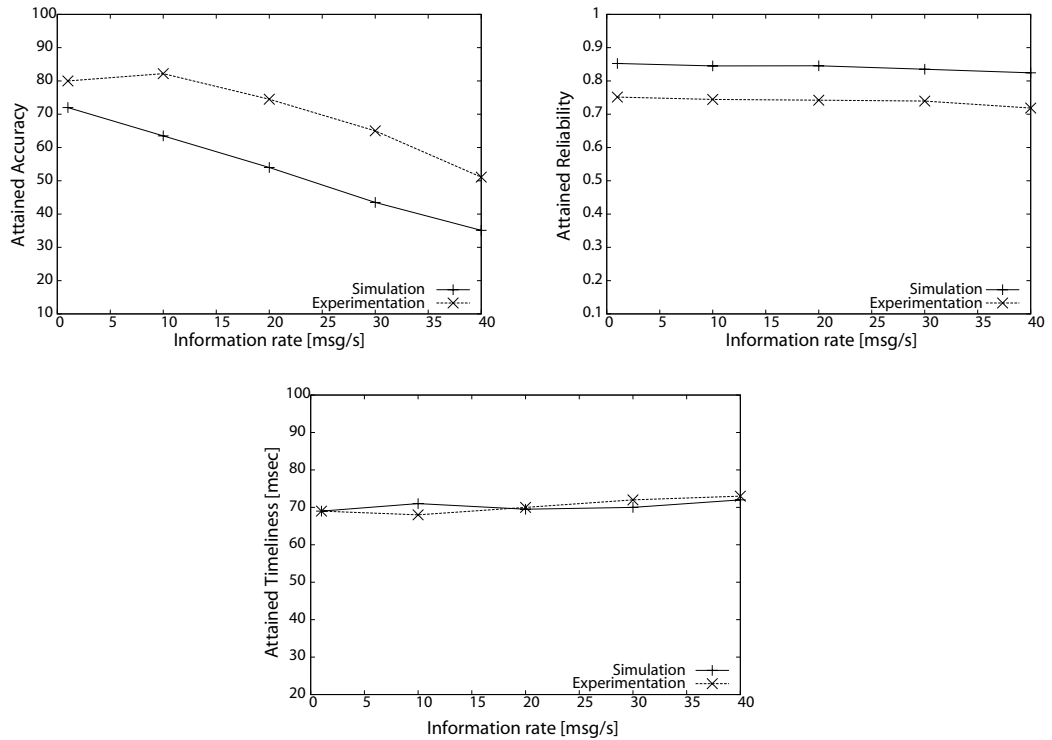 100
90
80
70
60
50
40
30
20
10
Attained Accuracy
Simulation
Experimentation
0 5 10 15 20 25 30 35 40
Information rate [msg/s]
1
0.9
0.8
0.7
0.6
0.5
0.4
0.3
0.2
0.1
Attained Reliability
Simulation
Experimentation
0 5 10 15 20 25 30 35 40
Information rate [msg/s]
100
90
80
70
60
50
40
30
20
Attained Timeliness [msec]
Simulation
Experimentation
0 5 10 15 20 25 30 35 40
Information rate [msg/s]